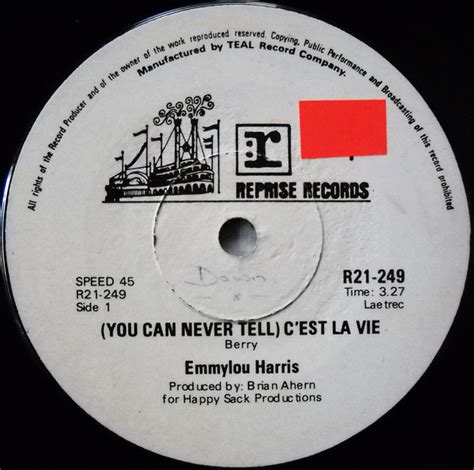 All rights of the Record Producer and of the owner of the work reproduced reserved. Copying, Public Performance and Broadcasting of this record prohibited
Manufactured by TEAL Record Company.
r
REPRISE RECORDS
SPEED 45
R21-249
Side 1
R21-249
Time: 3.27
Laetrec
Down
(YOU CAN NEVER TELL) C'EST LA VIE
Berry
Emmylou Harris
Produced by: Brian Ahern
for Happy Sack Productions